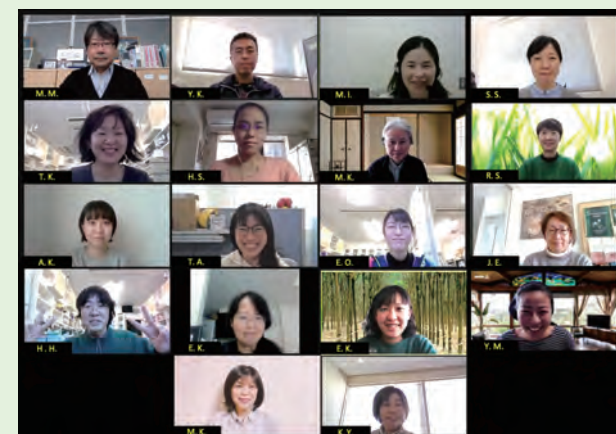 M. M.
Y. K.
M. I.
S. S.
T. K.
H. S.
M. K.
R. S.
A. K.
T. A.
E. O.
J. E.
H. H.
E. K.
E. K.
Y. M.
M. K.
K. Y.